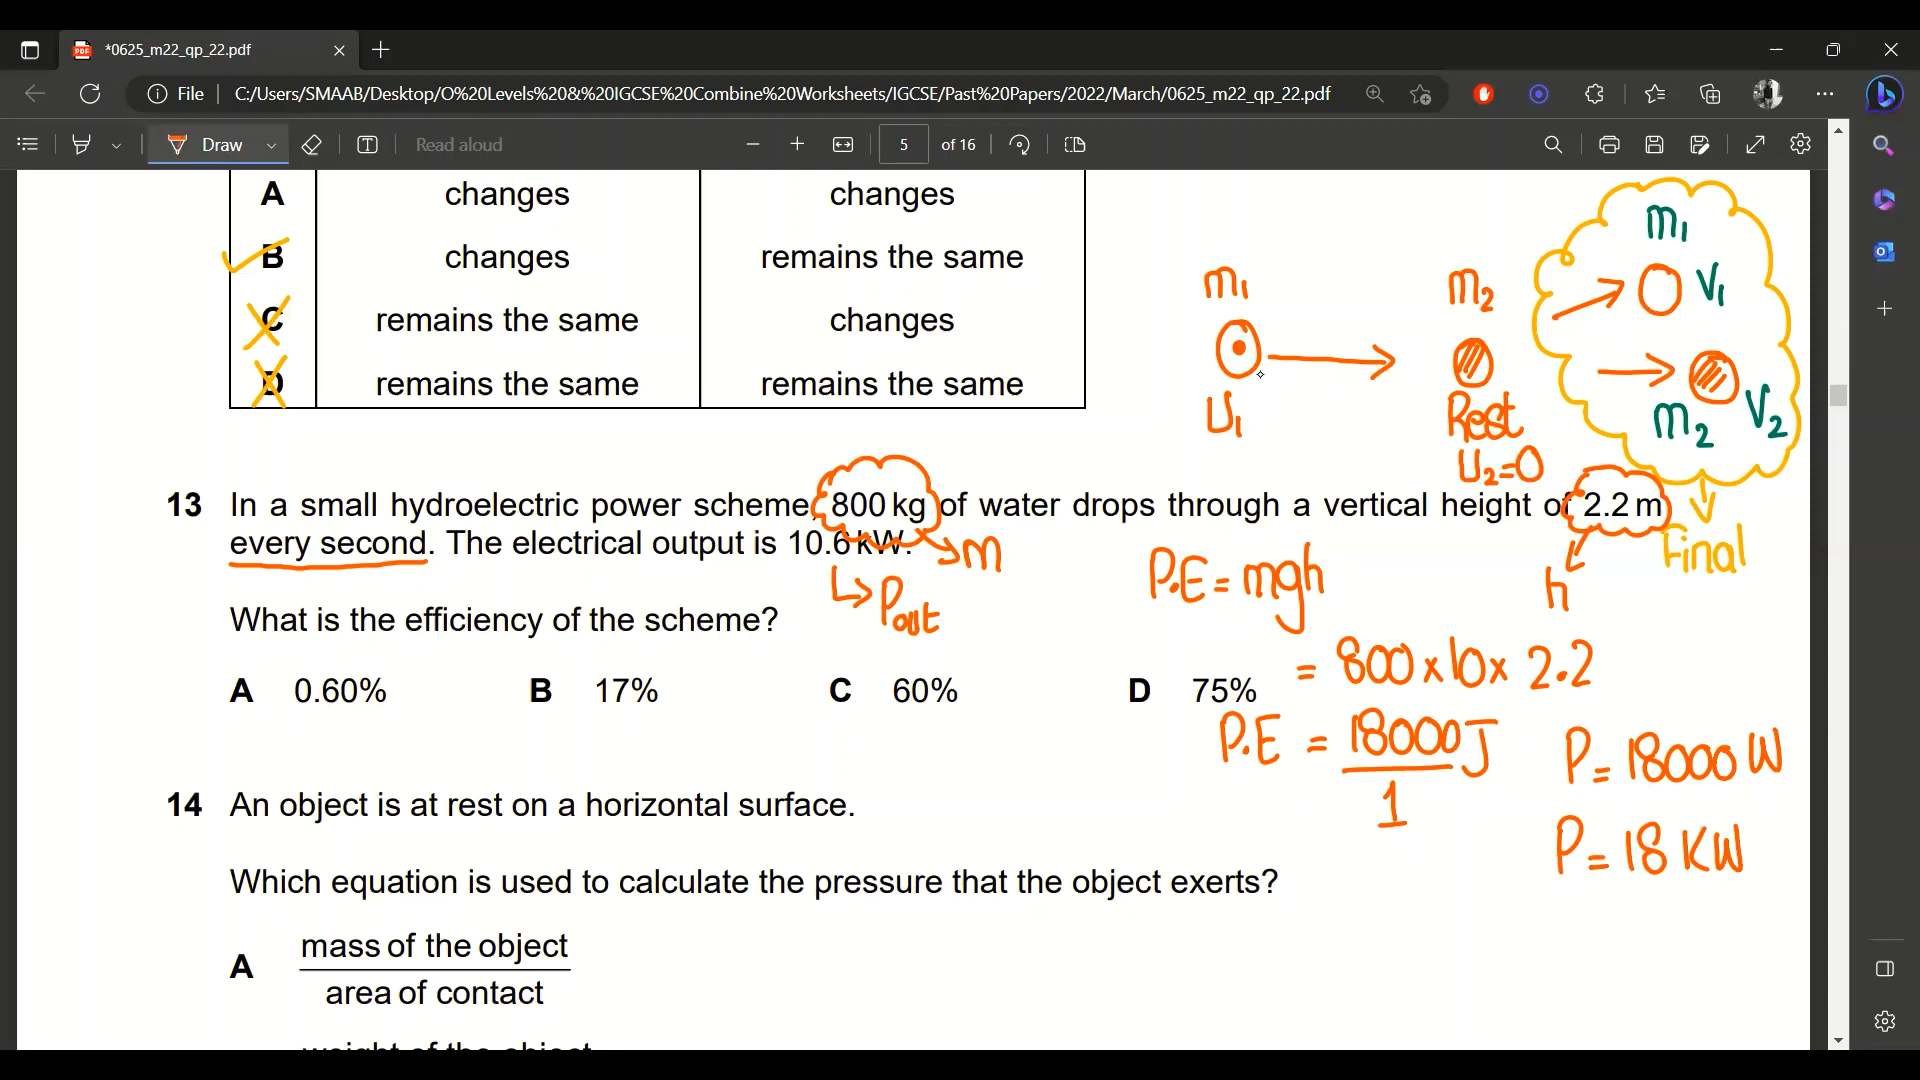 *0625_m22_qp_22.pdf
File
C:/Users/SMAAB/Desktop/O%20Levels%20&%20IGCSE%20Combine%20Worksheets/IGCSE/Past%20Papers/2022/March/0625_m22_qp_22.pdf
Draw
Read aloud
5 of 16
A changes changes
B changes remains the same
C remains the same changes
D remains the same remains the same
m1
U1
m2
Rest
U2=0
m1
V1
m2
V2
Final
13 In a small hydroelectric power scheme, 800 kg of water drops through a vertical height of 2.2 m
every second. The electrical output is 10.6 kW.
m
Pout
h
What is the efficiency of the scheme?
A 0.60% B 17% C 60% D 75%
P.E = mgh
= 800 x 10 x 2.2
P.E = 18000 J
1
P = 18000 W
P = 18 KW
14 An object is at rest on a horizontal surface.
Which equation is used to calculate the pressure that the object exerts?
A mass of the object
area of contact
weight of the object